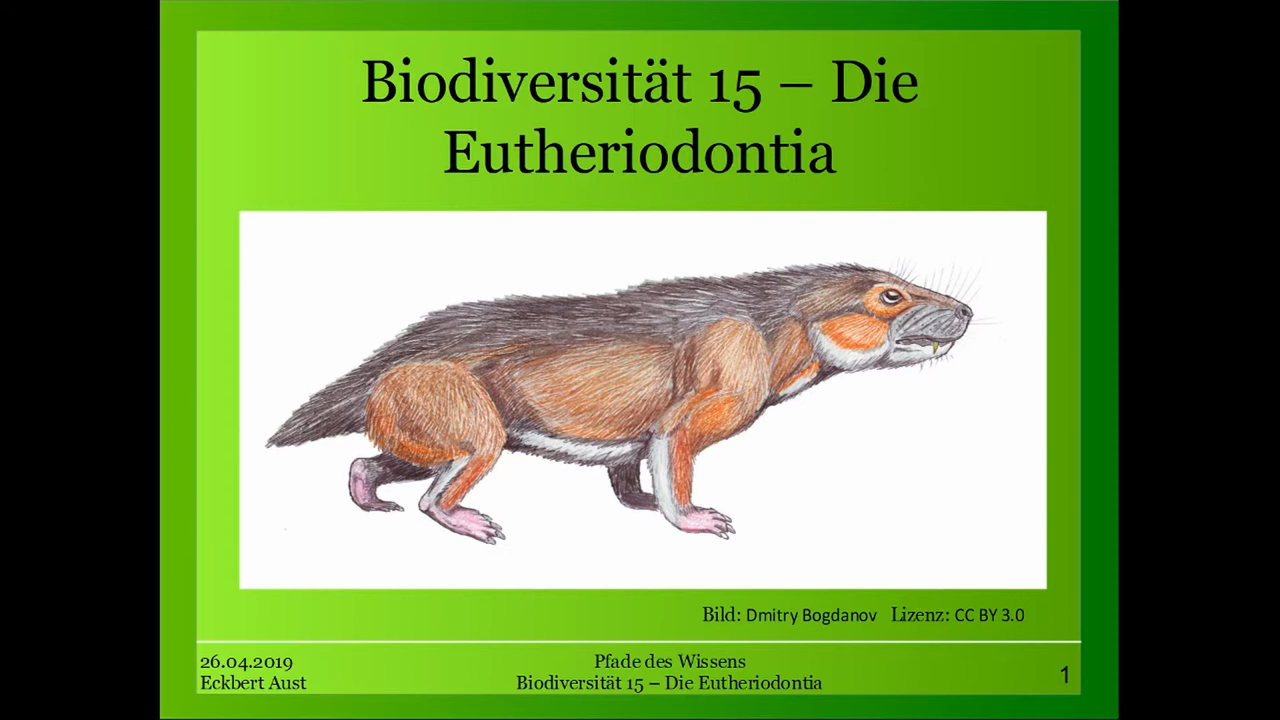 Biodiversität 15 – Die
Eutheriodontia
Bild: Dmitry Bogdanov Lizenz: CC BY 3.0
26.04.2019
Eckbert Aust
Pfade des Wissens
Biodiversität 15 – Die Eutheriodontia
1